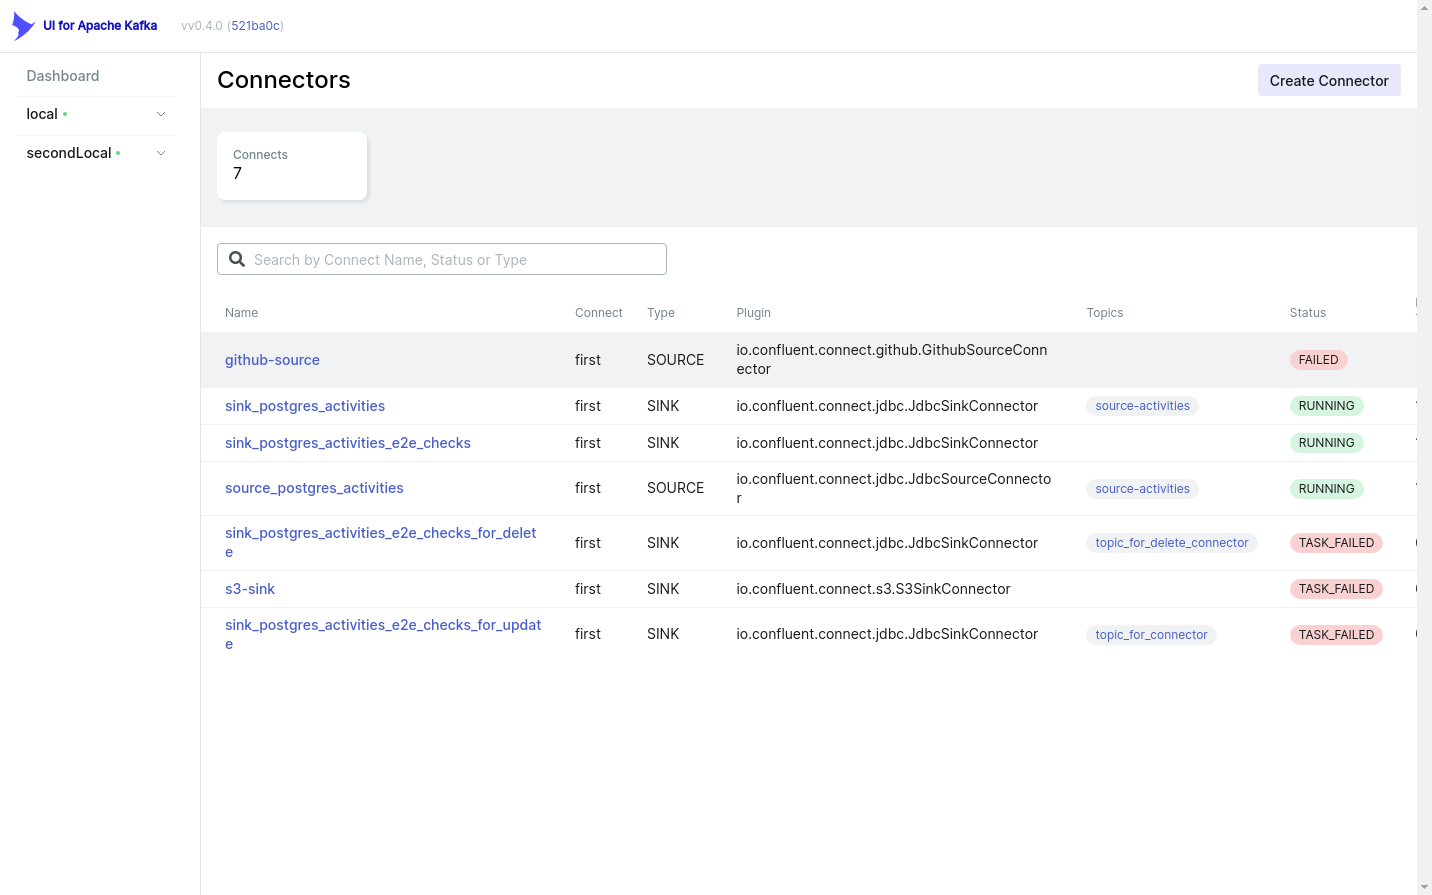 UI for Apache Kafka vv0.4.0 (521ba0c)
Dashboard
local
secondLocal
Connectors
Create Connector
Connects
7
Search by Connect Name, Status or Type
Name Connect Type Plugin Topics Status
github-source first SOURCE io.confluent.connect.github.GithubSourceConn
ector FAILED
sink_postgres_activities first SINK io.confluent.connect.jdbc.JdbcSinkConnector source-activities RUNNING
sink_postgres_activities_e2e_checks first SINK io.confluent.connect.jdbc.JdbcSinkConnector RUNNING
source_postgres_activities first SOURCE io.confluent.connect.jdbc.JdbcSourceConnecto
r source-activities RUNNING
sink_postgres_activities_e2e_checks_for_delet
e first SINK io.confluent.connect.jdbc.JdbcSinkConnector topic_for_delete_connector TASK_FAILED
s3-sink first SINK io.confluent.connect.s3.S3SinkConnector TASK_FAILED
sink_postgres_activities_e2e_checks_for_updat
e first SINK io.confluent.connect.jdbc.JdbcSinkConnector topic_for_connector TASK_FAILED